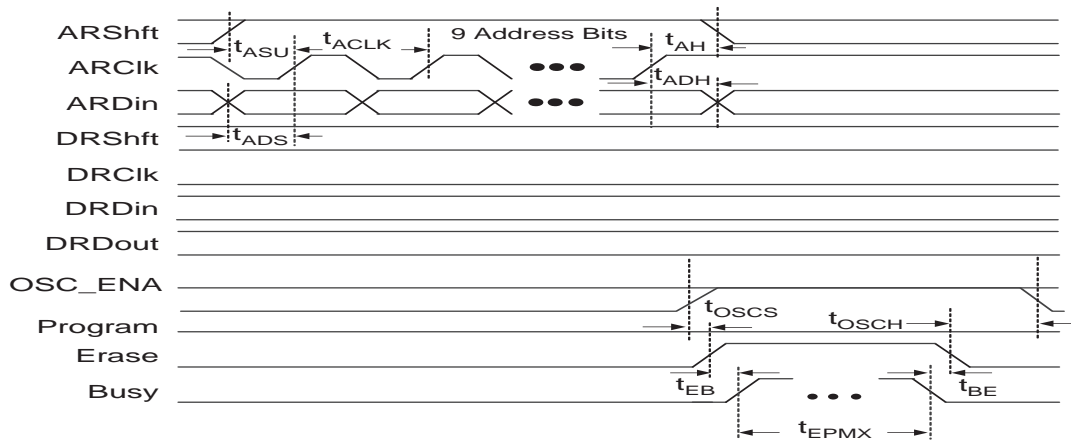 ARShft
tASU
tACLK
9 Address Bits
tAH
ARClk
tADH
ARDin
tADS
DRShft
DRClk
DRDin
DRDout
OSC_ENA
tOSCS
tOSCH
Program
Erase
tEB
tBE
Busy
tEPMX